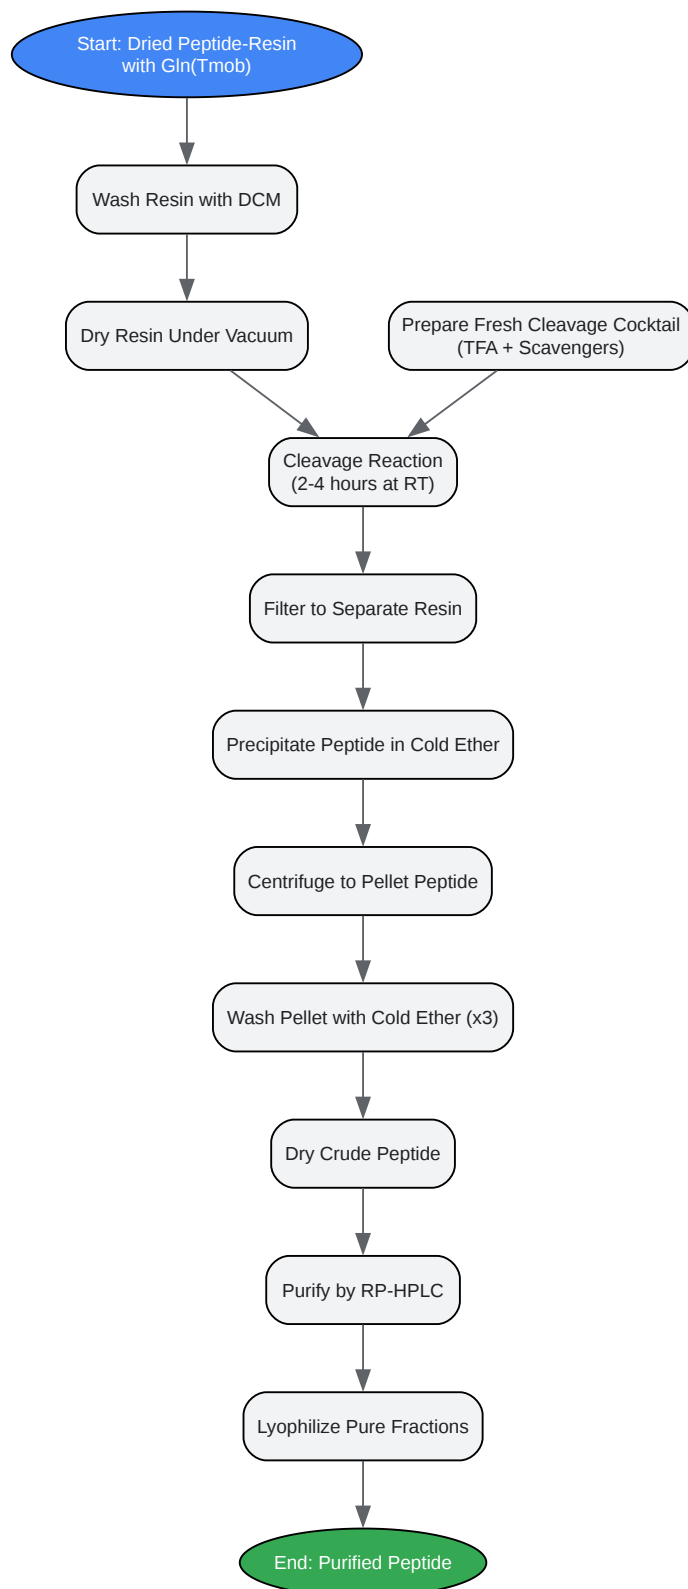 Start: Dried Peptide-Resin
with Gln(Tmob)
Wash Resin with DCM
Dry Resin Under Vacuum
Prepare Fresh Cleavage Cocktail
(TFA + Scavengers)
Cleavage Reaction
(2-4 hours at RT)
Filter to Separate Resin
Precipitate Peptide in Cold Ether
Centrifuge to Pellet Peptide
Wash Pellet with Cold Ether (x3)
Dry Crude Peptide
Purify by RP-HPLC
Lyophilize Pure Fractions
End: Purified Peptide